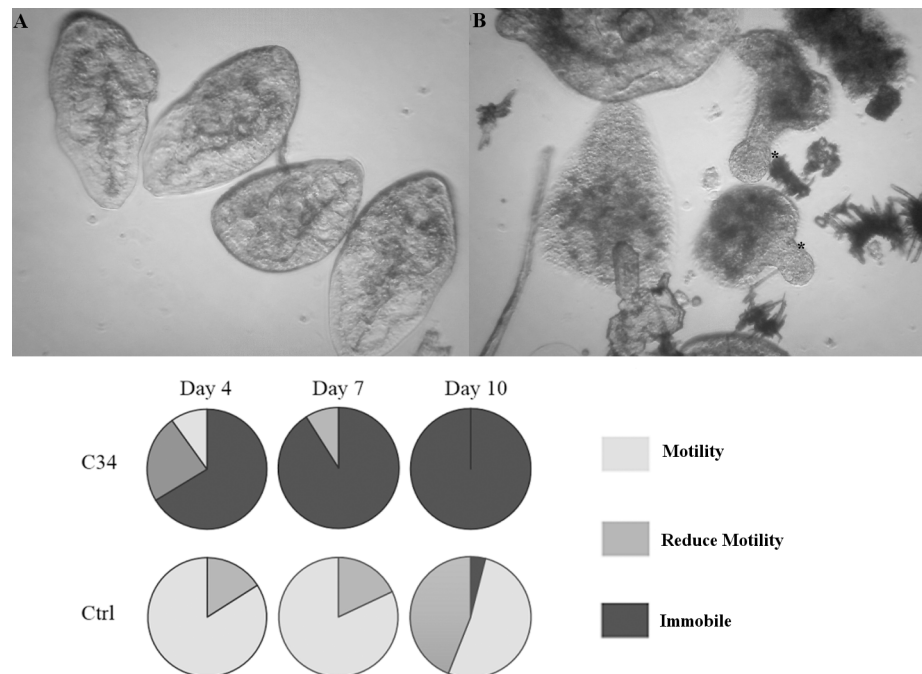 A
B
*
*
Day 4
Day 7
Day 10
C34
Motility
Reduce Motility
Ctrl
Immobile